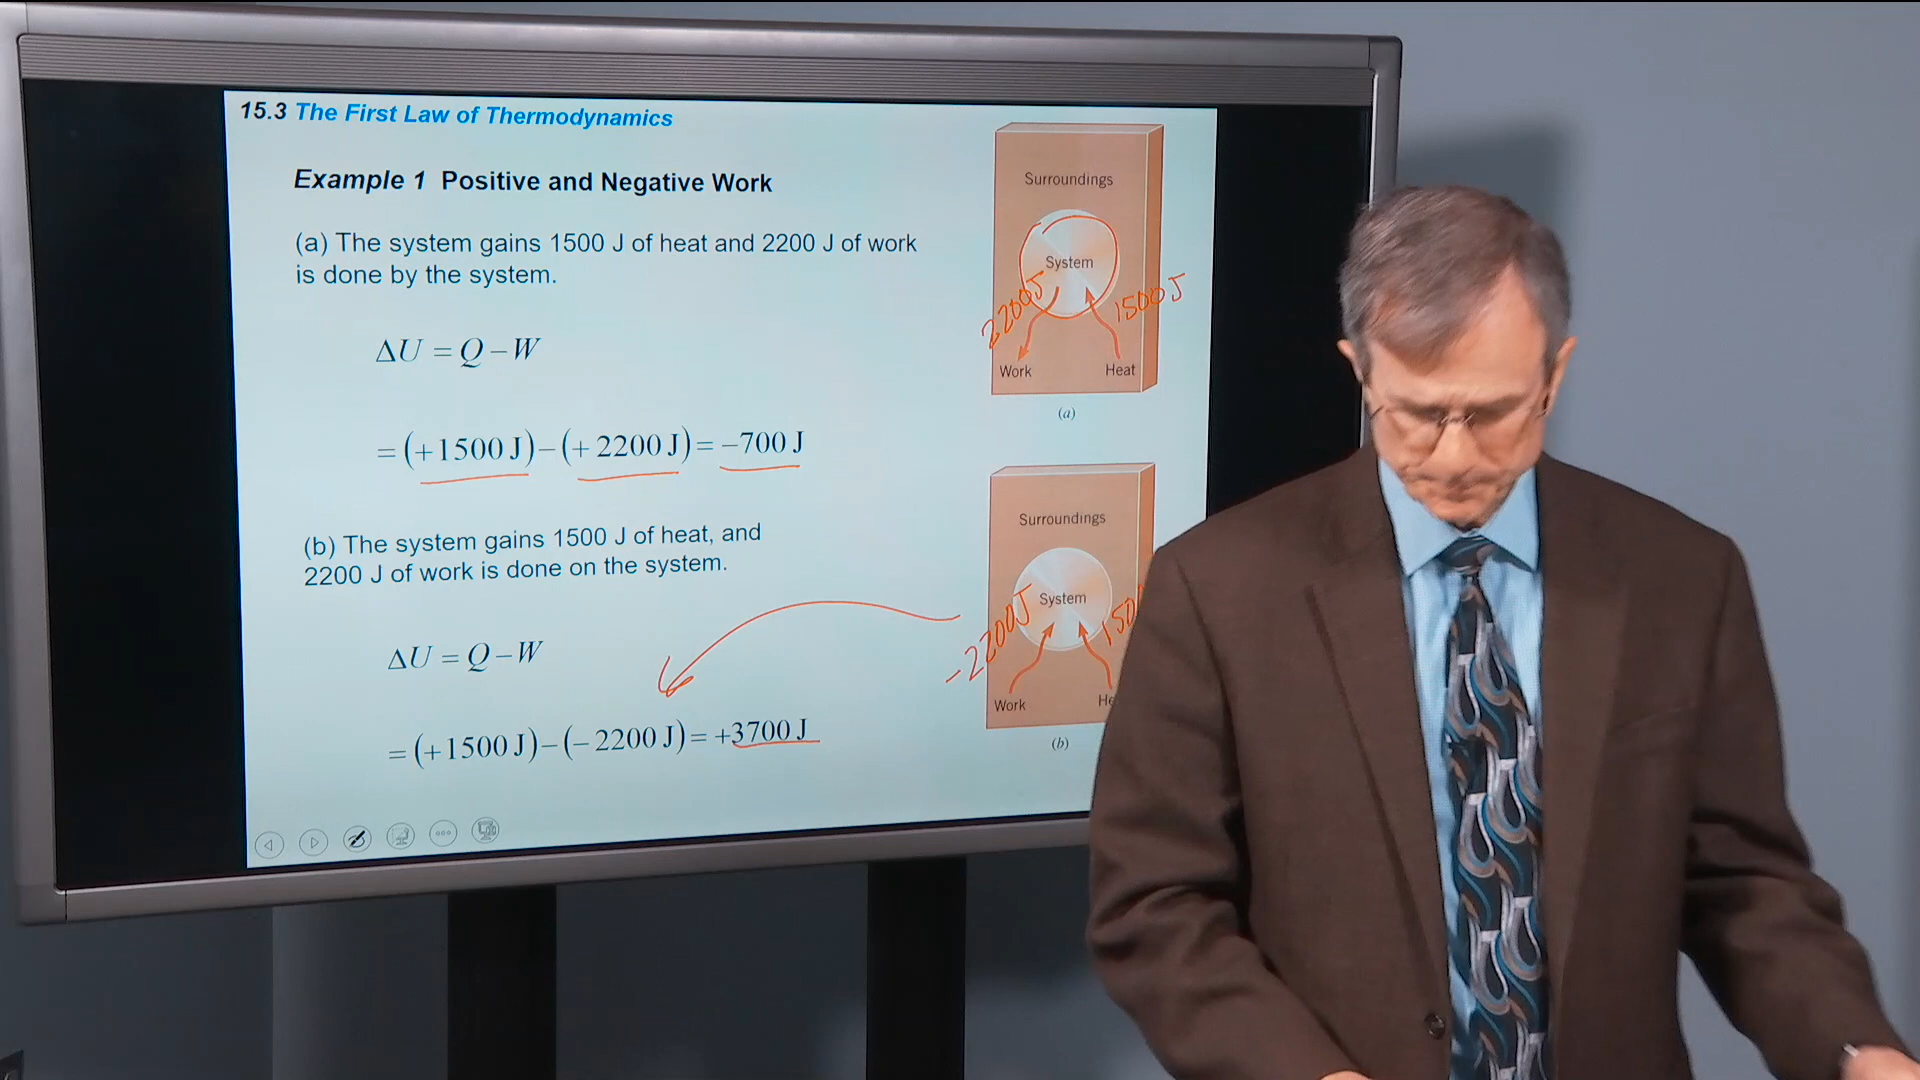 15.3 The First Law of Thermodynamics
Example 1 Positive and Negative Work
(a) The system gains 1500 J of heat and 2200 J of work
is done by the system.
ΔU = Q – W
= (+1500 J) – (+ 2200 J) = –700 J
(b) The system gains 1500 J of heat, and
2200 J of work is done on the system.
ΔU = Q – W
= (+1500 J) – (– 2200 J) = +3700 J
Surroundings
System
2200J
1500J
Work Heat
(a)
Surroundings
System
-2200J
Work
(b)